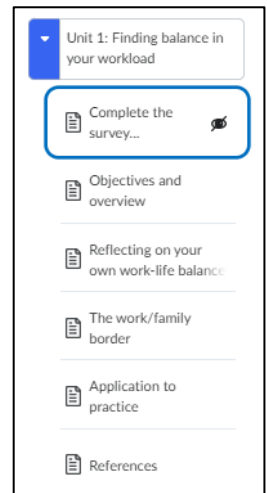 Unit 1: Finding balance in
your workload
Complete the
survey...
Objectives and
overview
Reflecting on your
own work-life balance
The work/family
border
Application to
practice
References